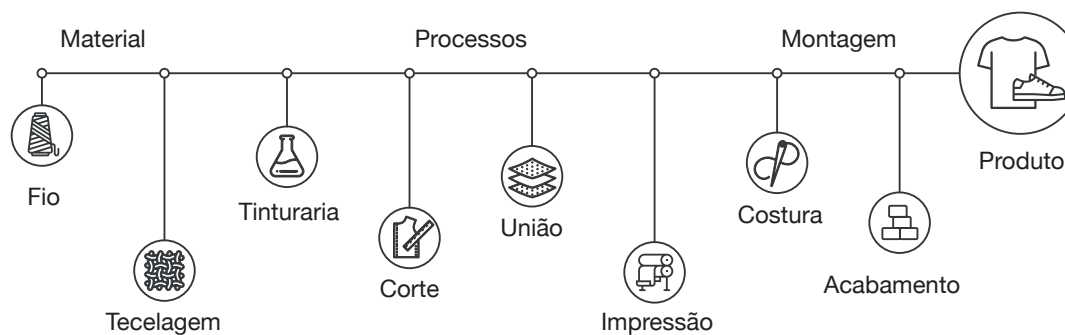 Material
Processos
Montagem
Fio
Tecelagem
Tinturaria
Corte
União
Impressão
Costura
Acabamento
Produto